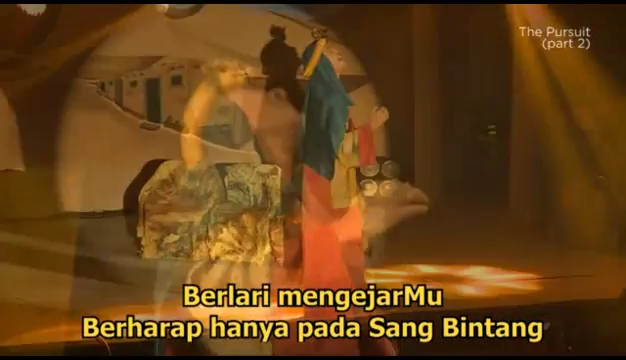 The Pursuit
(part 2)
Berlari mengejarMu
Berharap hanya pada Sang Bintang